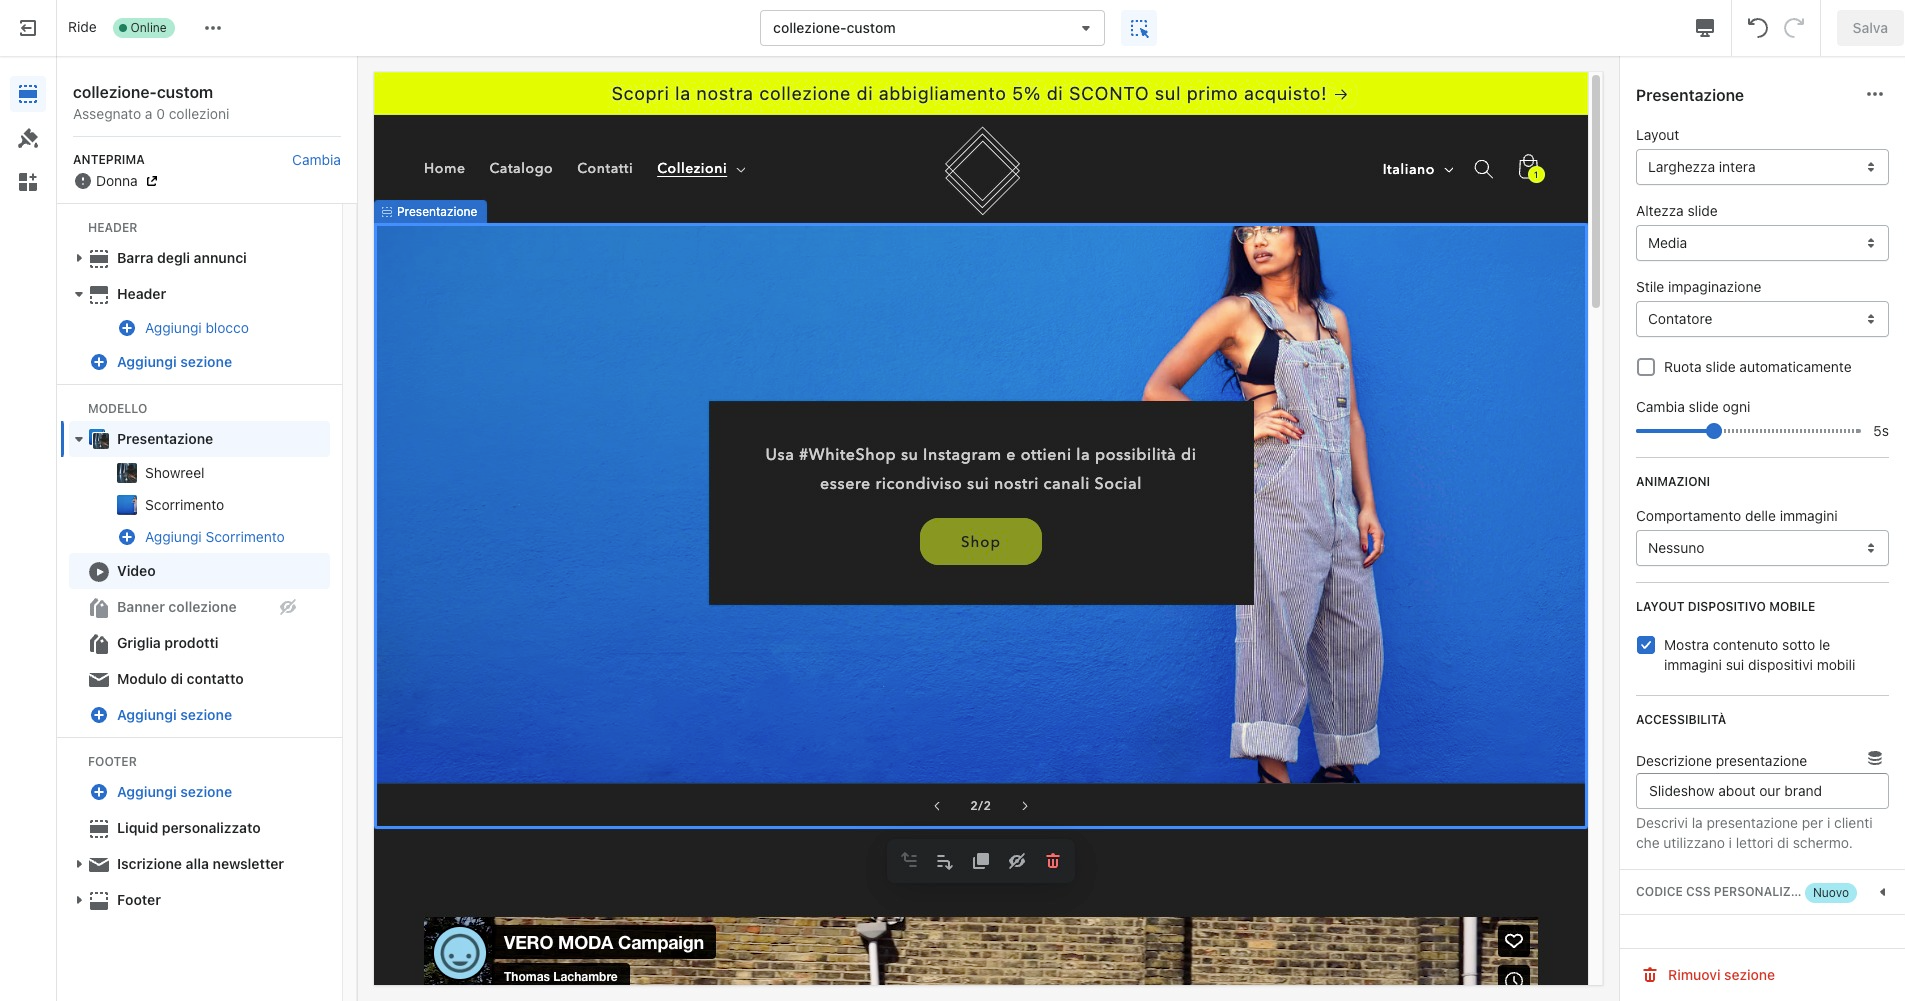 Ride
Online
collezione-custom
Salva
collezione-custom
Assegnato a 0 collezioni
ANTEPRIMA
Cambia
Donna
HEADER
Barra degli annunci
Header
Aggiungi blocco
Aggiungi sezione
MODELLO
Presentazione
Showreel
Scorrimento
Aggiungi Scorrimento
Video
Banner collezione
Griglia prodotti
Modulo di contatto
Aggiungi sezione
FOOTER
Aggiungi sezione
Liquid personalizzato
Iscrizione alla newsletter
Footer
Scopri la nostra collezione di abbigliamento 5% di SCONTO sul primo acquisto! →
Home
Catalogo
Contatti
Collezioni
Italiano
1
Presentazione
Usa #WhiteShop su Instagram e ottieni la possibilità di
essere ricondiviso sui nostri canali Social
Shop
2/2
VERO MODA Campaign
Thomas Lachambre
Presentazione
Layout
Larghezza intera
Altezza slide
Media
Stile impaginazione
Contatore
Ruota slide automaticamente
Cambia slide ogni
5s
ANIMAZIONI
Comportamento delle immagini
Nessuno
LAYOUT DISPOSITIVO MOBILE
Mostra contenuto sotto le
immagini sui dispositivi mobili
ACCESSIBILITÀ
Descrizione presentazione
Slideshow about our brand
Descrivi la presentazione per i clienti
che utilizzano i lettori di schermo.
CODICE CSS PERSONALIZ...
Nuovo
Rimuovi sezione